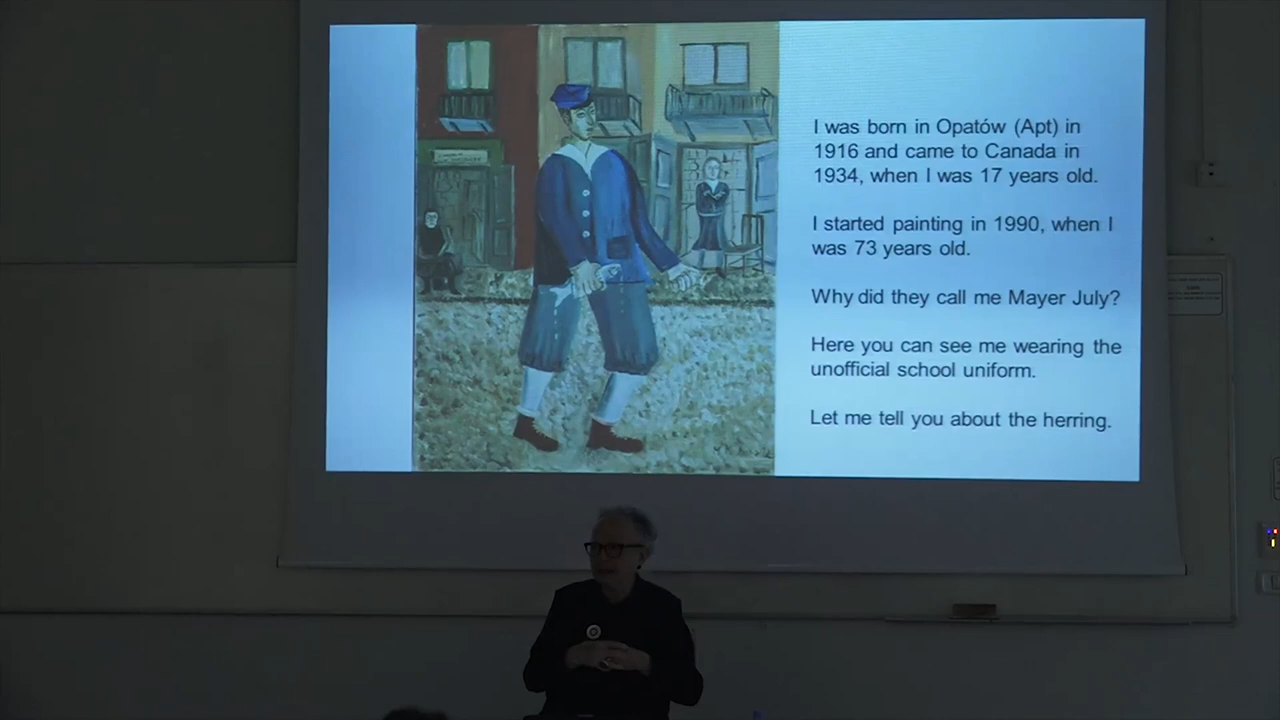 I was born in Opatów (Apt) in
1916 and came to Canada in
1934, when I was 17 years old.
I started painting in 1990, when I
was 73 years old.
Why did they call me Mayer July?
Here you can see me wearing the
unofficial school uniform.
Let me tell you about the herring.